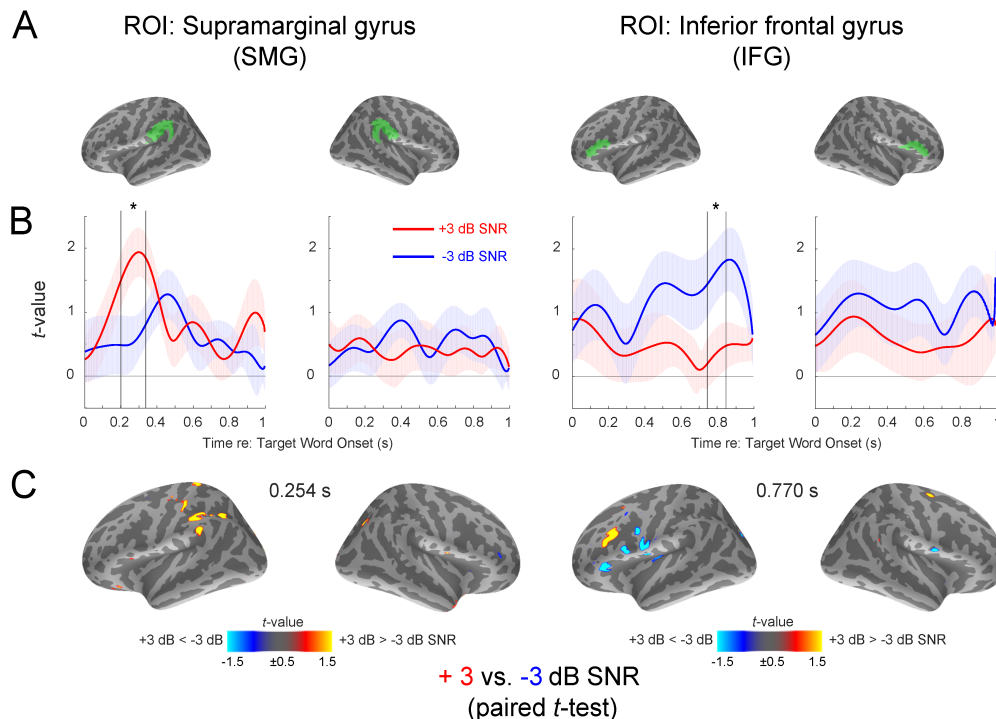 A
ROI: Supramarginal gyrus
(SMG)
ROI: Inferior frontal gyrus
(IFG)
B
*
*
+3 dB SNR
-3 dB SNR
t-value
2
1
0
2
1
0
2
1
0
2
1
0
0 0.2 0.4 0.6 0.8 1
0 0.2 0.4 0.6 0.8 1
0 0.2 0.4 0.6 0.8 1
0 0.2 0.4 0.6 0.8 1
Time re: Target Word Onset (s)
Time re: Target Word Onset (s)
C
0.254 s
0.770 s
t-value
+3 dB < -3 dB
+3 dB > -3 dB SNR
-1.5 ±0.5 1.5
t-value
+3 dB < -3 dB
+3 dB > -3 dB SNR
-1.5 ±0.5 1.5
+ 3 vs. -3 dB SNR
(paired t-test)